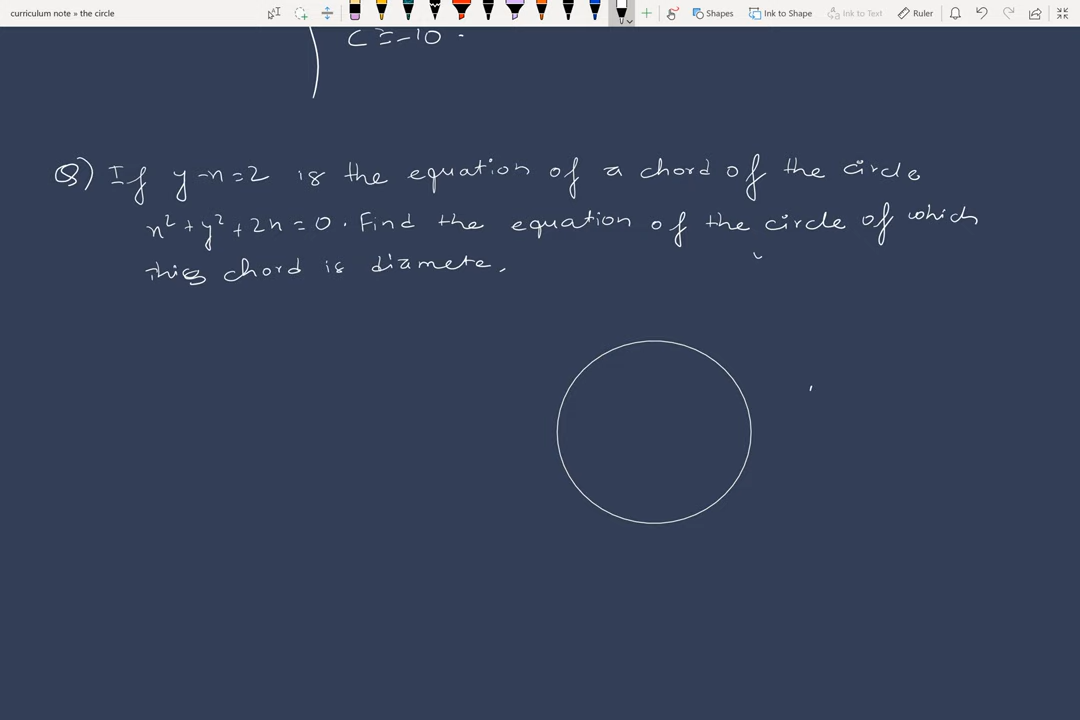 curriculum note » the circle
Shapes Ink to Shape Ink to Text Ruler
C = -10.
Q) If y-x=2 is the equation of a chord of the circle
x²+y²+2x=0. Find the equation of the circle of which
this chord is diamete.